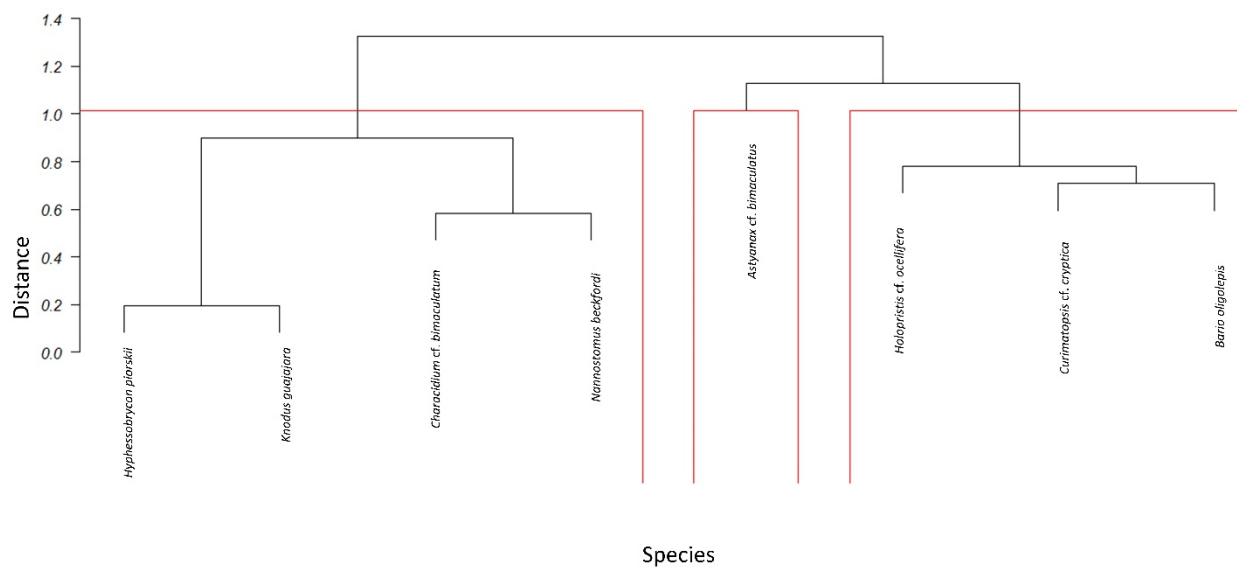 1.4
1.2
1.0
0.8
0.6
0.4
0.2
0.0
Distance
Hyphessobrycon piorskii
Knodus guajajara
Characidium cf. bimaculatum
Nannostomus beckfordi
Astyanax cf. bimaculatus
Holopristis cf. ocellifera
Curimatopsis cf. cryptica
Bario oligolepis
Species